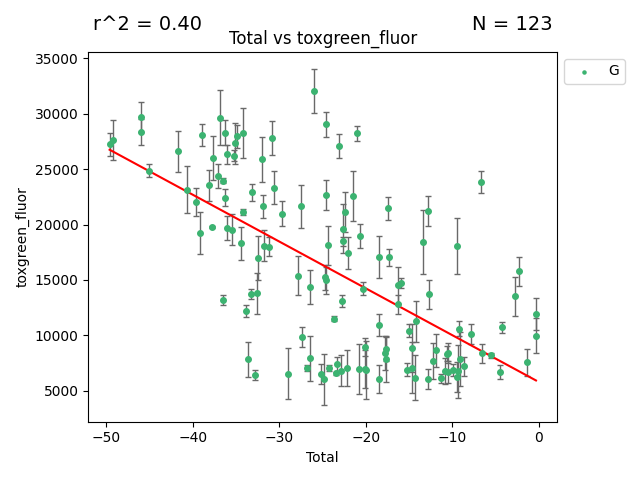 r^2 = 0.40 N = 123
Total vs toxgreen_fluor
G
35000
30000
25000
20000
15000
10000
5000
toxgreen_fluor
−50 −40 −30 −20 −10 0
Total